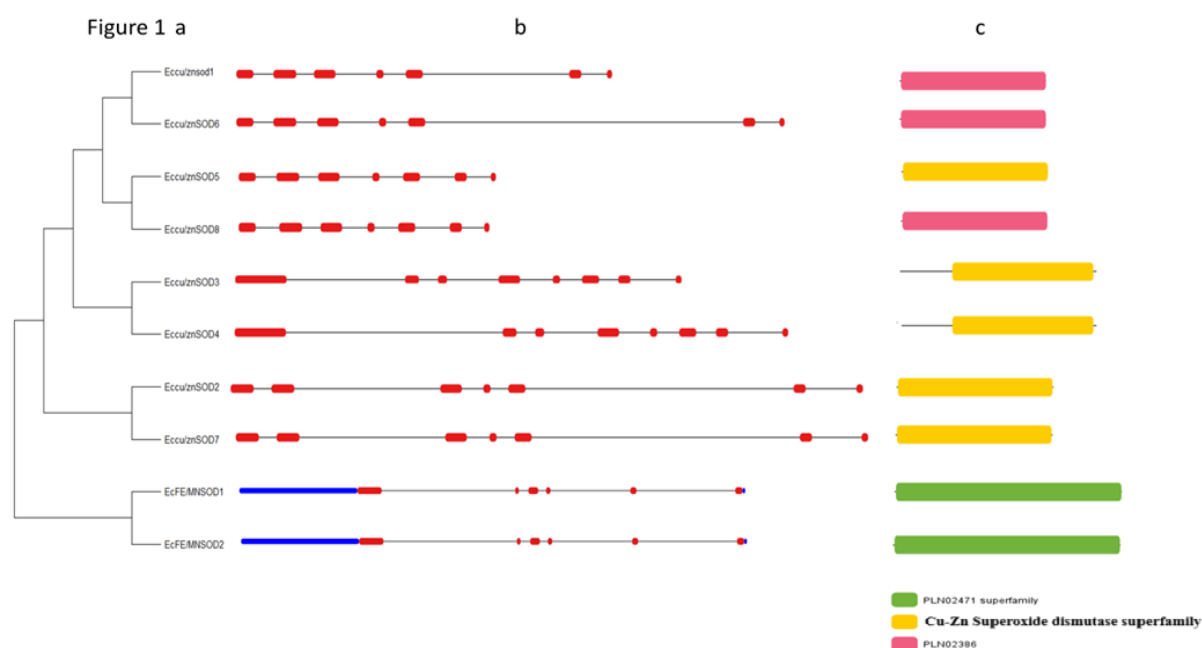 Figure 1 a b c
Eccu/znsod1
Eccu/znSOD6
Eccu/znSOD5
Eccu/znSOD8
Eccu/znSOD3
Eccu/znSOD4
Eccu/znSOD2
Eccu/znSOD7
EcFE/MNSOD1
EcFE/MNSOD2
PLN02471 superfamily
Cu-Zn Superoxide dismutase superfamily
PLN02386